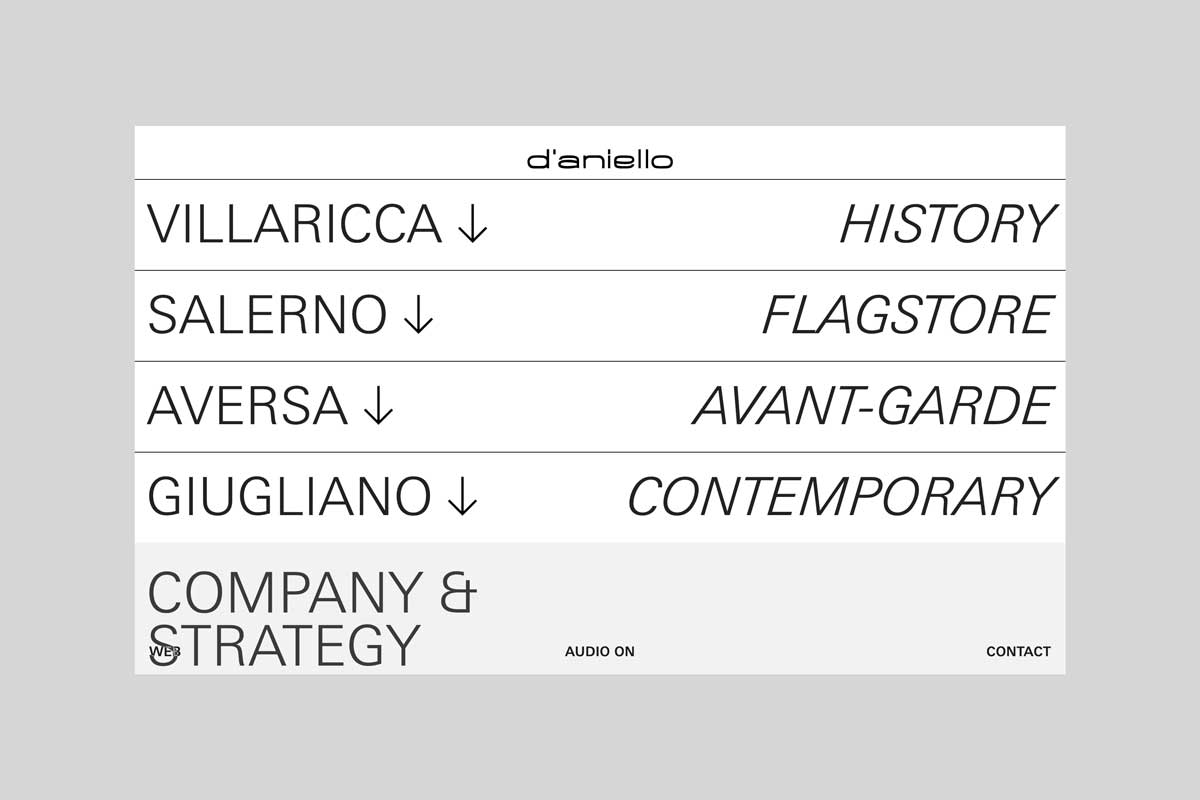 d'aniello
VILLARICCA ↓ HISTORY
SALERNO ↓ FLAGSTORE
AVERSA ↓ AVANT-GARDE
GIUGLIANO ↓ CONTEMPORARY
COMPANY &
STRATEGY
WEB AUDIO ON CONTACT